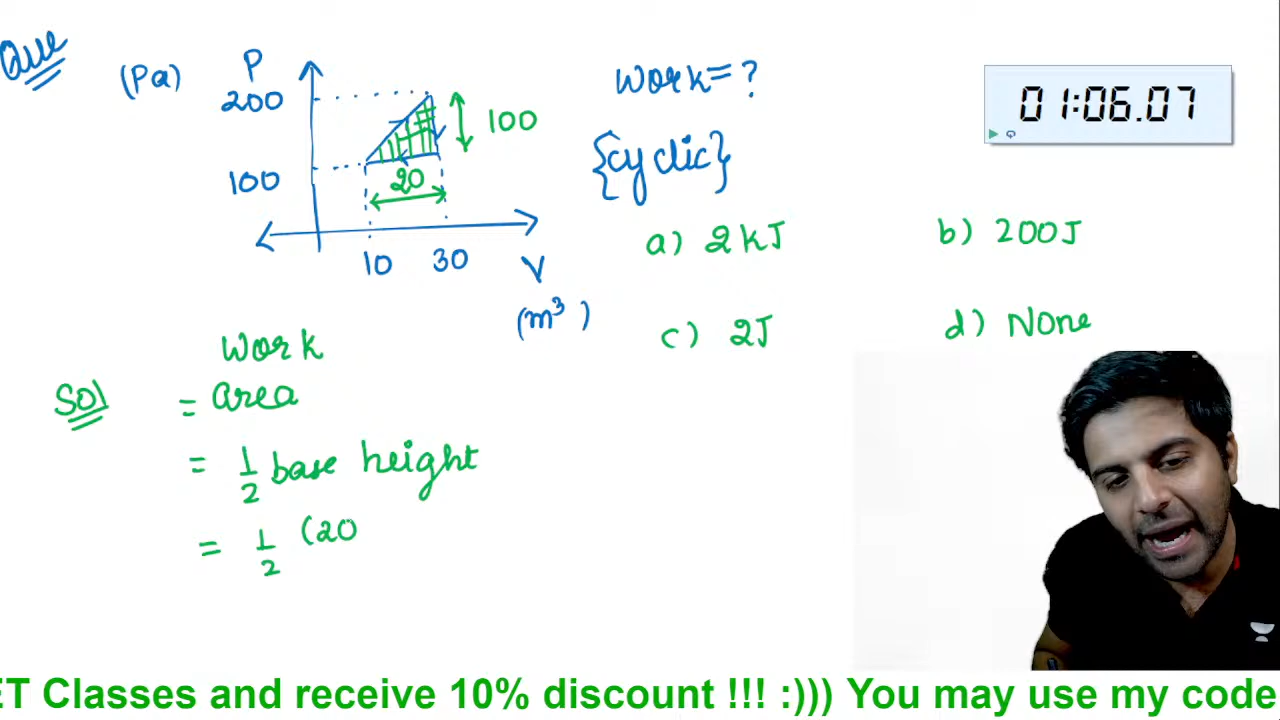 Que
(Pa)
P
200
100
100
20
10
30
V
(m³ )
Work = ?
{cyclic}
01:06.07
a) 2 kJ
b) 200J
c) 2J
d) None
Sol
Work
= area
= 1/2 base height
= 1/2 (20
ET Classes and receive 10% discount !!! :))) You may use my code